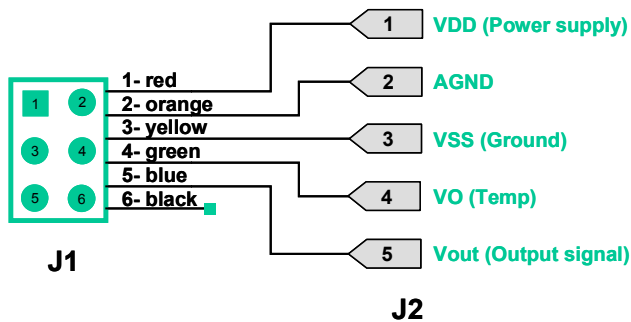 1 VDD (Power supply)
1- red
2- orange
2 AGND
3- yellow
3 VSS (Ground)
4- green
4 VO (Temp)
5- blue
6- black
5 Vout (Output signal)
1 2
3 4
5 6
J1
J2